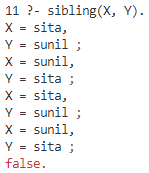 11 ?- sibling(X, Y).
X = sita,
Y = sunil ;
X = sunil,
Y = sita ;
X = sita,
Y = sunil ;
X = sunil,
Y = sita ;
false.